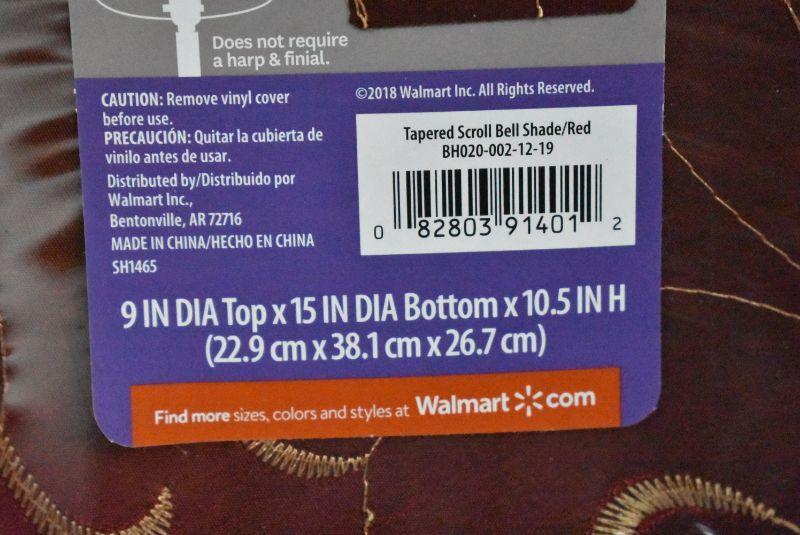 Does not require
a harp & finial.
CAUTION: Remove vinyl cover
before use.
PRECAUCIÓN: Quitar la cubierta de
vinilo antes de usar.
Distributed by/Distribuido por
Walmart Inc.,
Bentonville, AR 72716
MADE IN CHINA/HECHO EN CHINA
SH1465
©2018 Walmart Inc. All Rights Reserved.
Tapered Scroll Bell Shade/Red
BH020-002-12-19
0 82803 91401 2
9 IN DIA Top x 15 IN DIA Bottom x 10.5 IN H
(22.9 cm x 38.1 cm x 26.7 cm)
Find more sizes, colors and styles at Walmart com